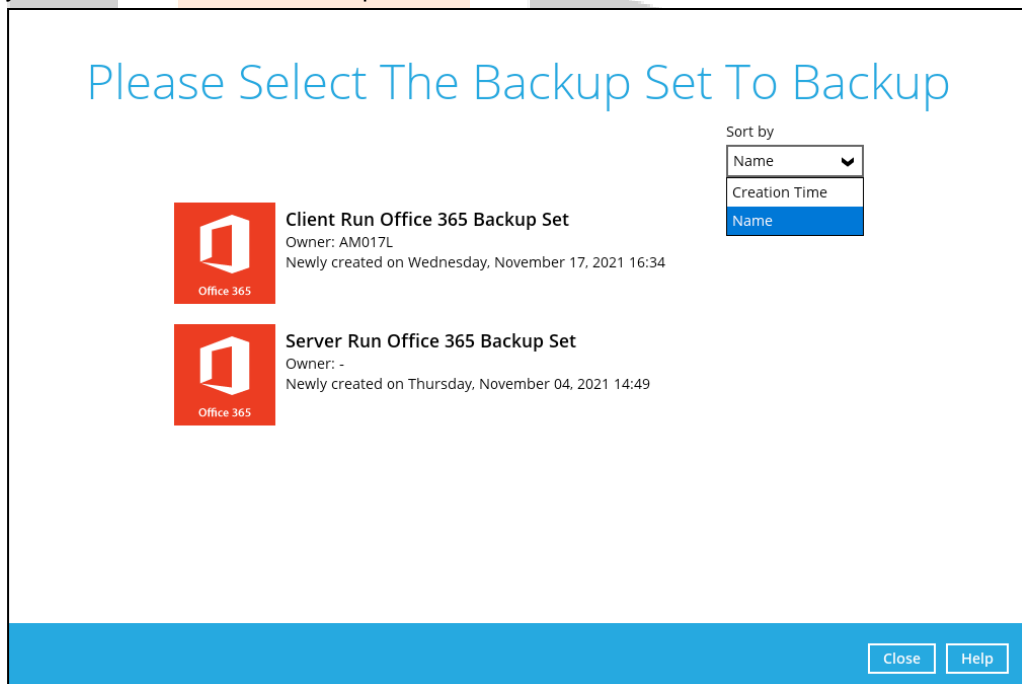 Please Select The Backup Set To Backup
Sort by
Name
Creation Time
Name
Client Run Office 365 Backup Set
Owner: AM017L
Newly created on Wednesday, November 17, 2021 16:34
Office 365
Server Run Office 365 Backup Set
Owner: -
Newly created on Thursday, November 04, 2021 14:49
Office 365
Close Help